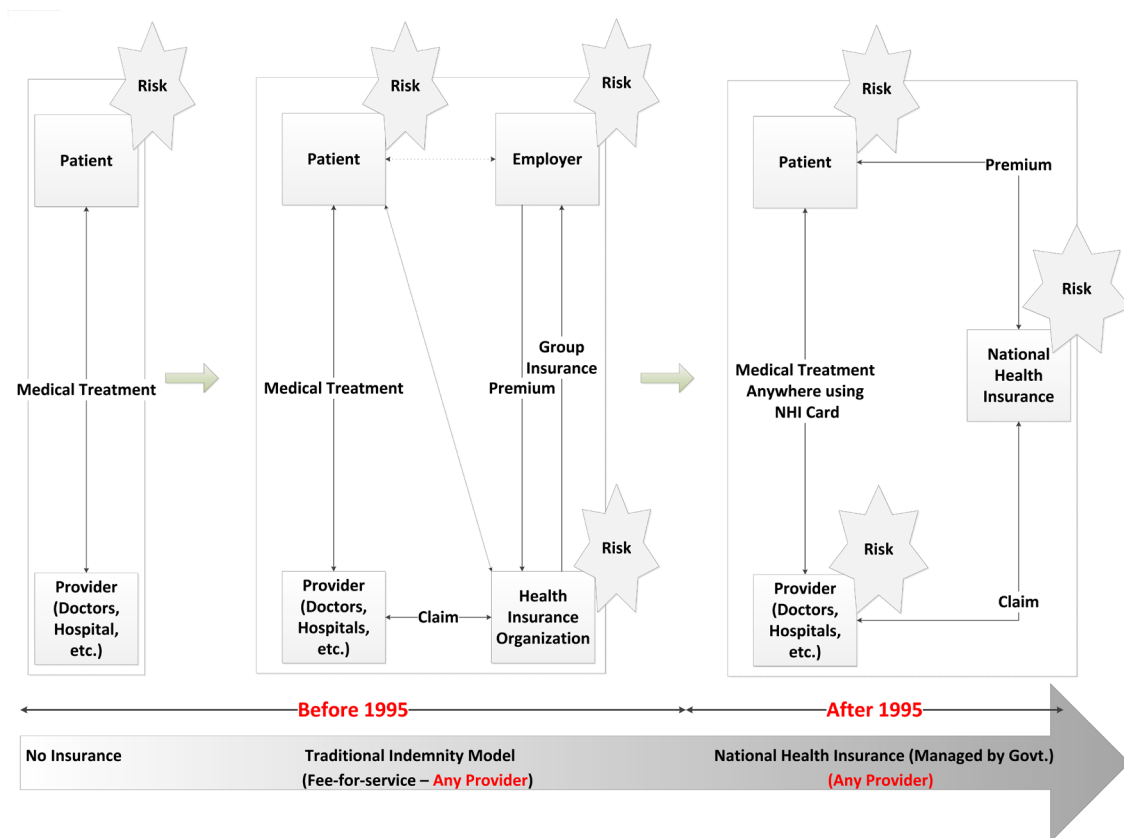 Risk
Patient
Medical Treatment
Provider
(Doctors,
Hospital,
etc.)
Risk
Risk
Patient
Employer
Medical Treatment
Group
Insurance
Premium
Risk
Provider
(Doctors,
Hospitals,
etc.)
Claim
Health
Insurance
Organization
Risk
Patient
Premium
Risk
National
Health
Insurance
Medical Treatment
Anywhere using
NHI Card
Risk
Provider
(Doctors,
Hospitals,
etc.)
Claim
Before 1995
After 1995
No Insurance
Traditional Indemnity Model
(Fee-for-service – Any Provider)
National Health Insurance (Managed by Govt.)
(Any Provider)